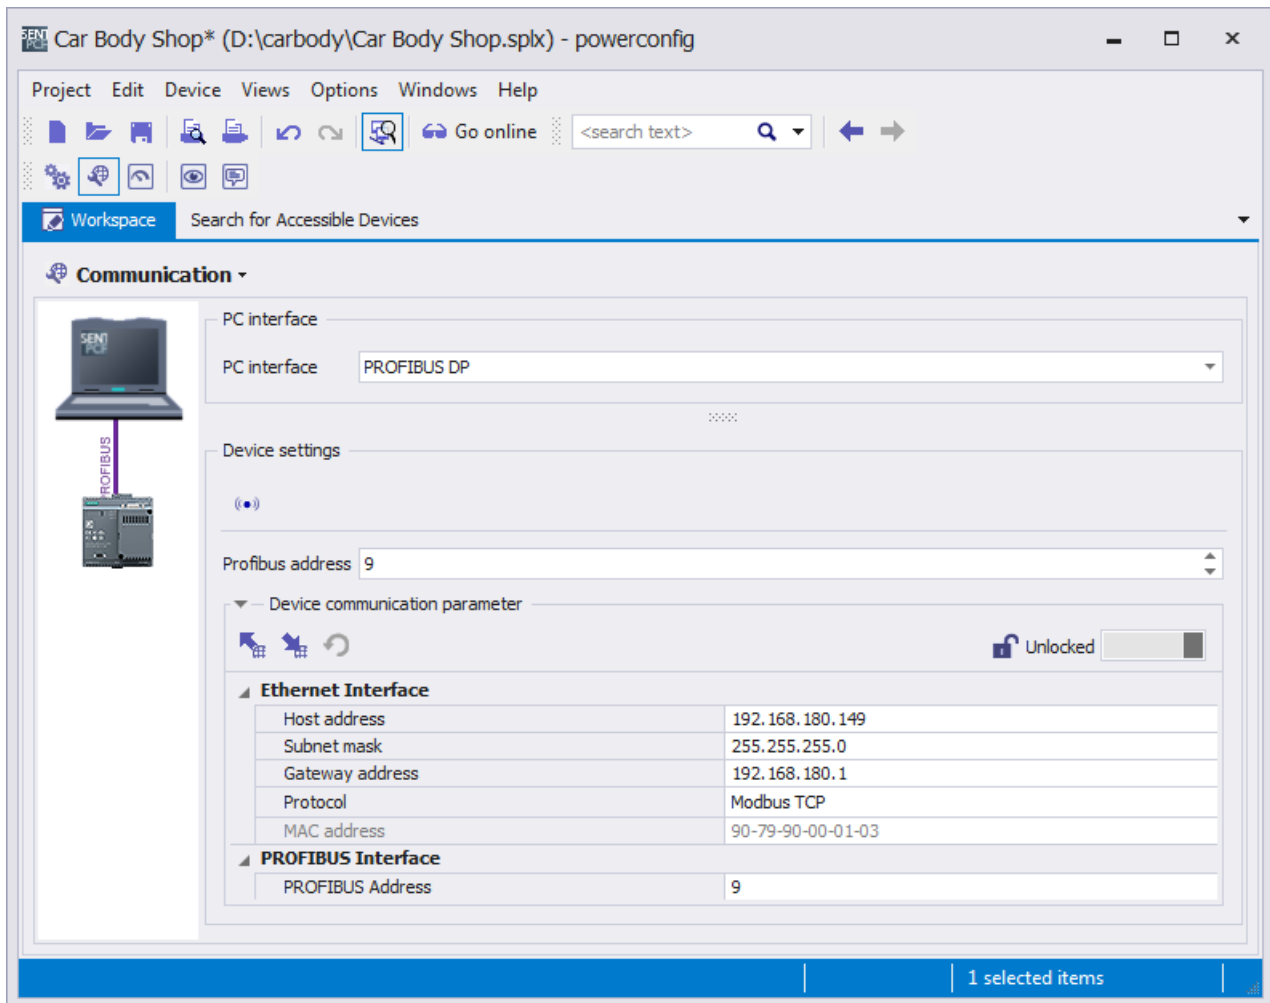 Car Body Shop* (D:\carbody\Car Body Shop.splx) - powerconfig
Project Edit Device Views Options Windows Help
Go online <search text>
Workspace Search for Accessible Devices
Communication
SENT
PCF
PROFIBUS
PC interface
PC interface PROFIBUS DP
Device settings
Profibus address 9
Device communication parameter
Unlocked
Ethernet Interface
Host address 192.168.180.149
Subnet mask 255.255.255.0
Gateway address 192.168.180.1
Protocol Modbus TCP
MAC address 90-79-90-00-01-03
PROFIBUS Interface
PROFIBUS Address 9
1 selected items